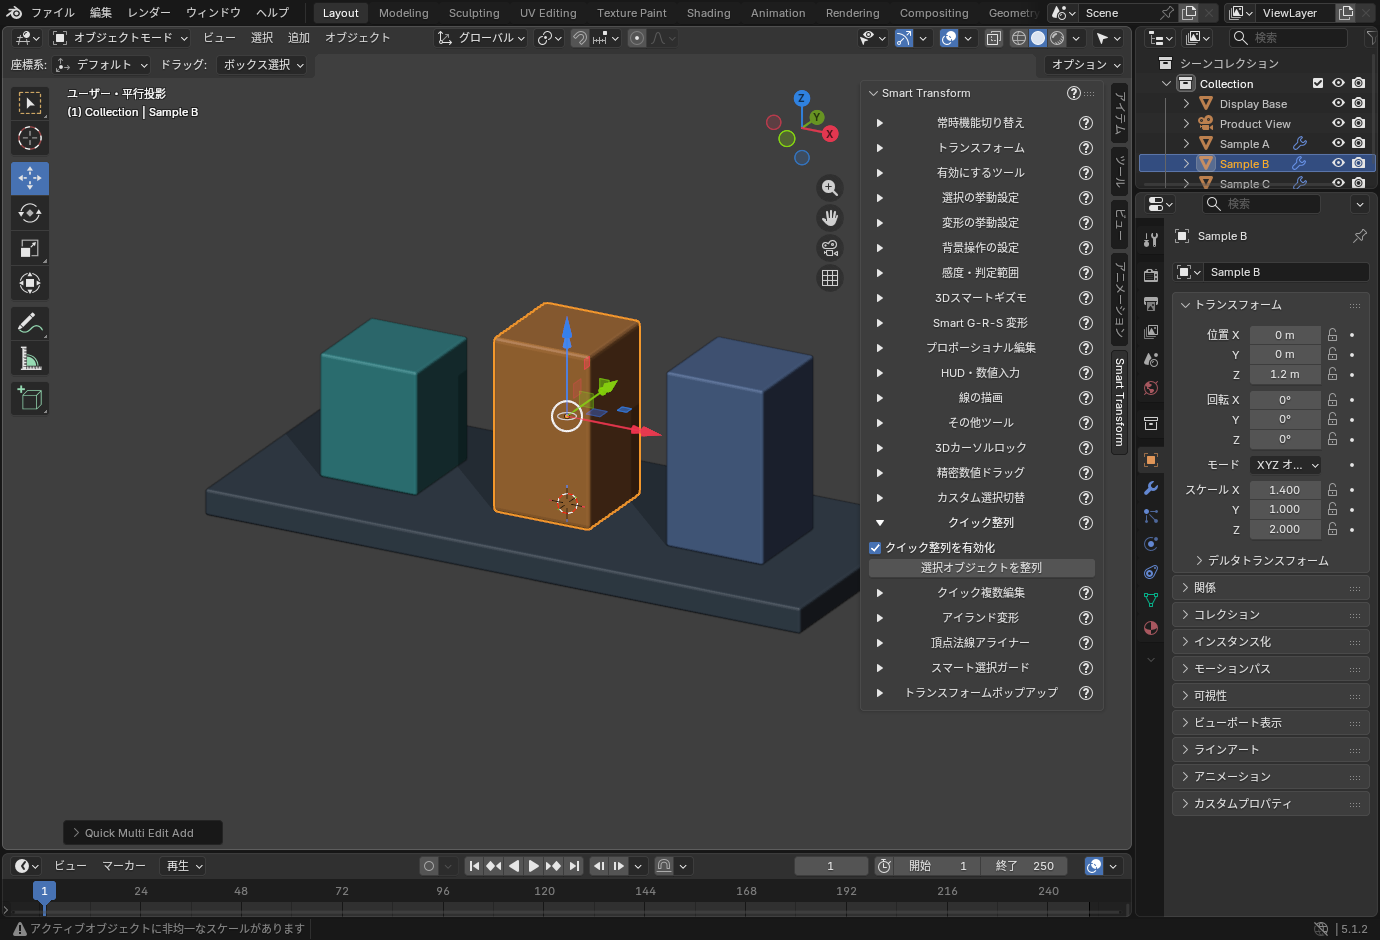 ファイル 編集 レンダー ウィンドウ ヘルプ Layout Modeling Sculpting UV Editing Texture Paint Shading Animation Rendering Compositing Geometr Scene ViewLayer
オブジェクトモード ビュー 選択 追加 オブジェクト グローバル
座標系: デフォルト ドラッグ: ボックス選択 オプション
ユーザー・平行投影
(1) Collection | Sample B
Z
Y
X
Smart Transform
常時機能切り替え
トランスフォーム
有効にするツール
選択の挙動設定
変形の挙動設定
背景操作の設定
感度・判定範囲
3Dスマートギズモ
Smart G-R-S 変形
プロポーショナル編集
HUD・数値入力
線の描画
その他ツール
3Dカーソルロック
精密数値ドラッグ
カスタム選択切替
クイック整列
クイック整列を有効化
選択オブジェクトを整列
クイック複数編集
アイランド変形
頂点法線アライナー
スマート選択ガード
トランスフォームポップアップ
アイテム
ツール
ビュー
アニメーション
Smart Transform
Quick Multi Edit Add
検索
シーンコレクション
Collection
Display Base
Product View
Sample A
Sample B
Sample C
検索
Sample B
Sample B
トランスフォーム
位置 X 0 m
Y 0 m
Z 1.2 m
回転 X 0°
Y 0°
Z 0°
モード XYZ オ...
スケール X 1.400
Y 1.000
Z 2.000
デルタトランスフォーム
関係
コレクション
インスタンス化
モーションパス
可視性
ビューポート表示
ラインアート
アニメーション
カスタムプロパティ
ビュー マーカー 再生 1 開始 1 終了 250
1 24 48 72 96 120 144 168 192 216 240
アクティブオブジェクトに非均一なスケールがあります 5.1.2